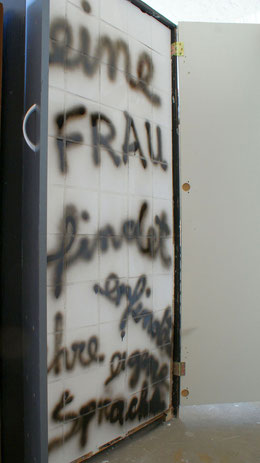 eine
FRAU
findet
erfindet
ihre eigene
Sprache